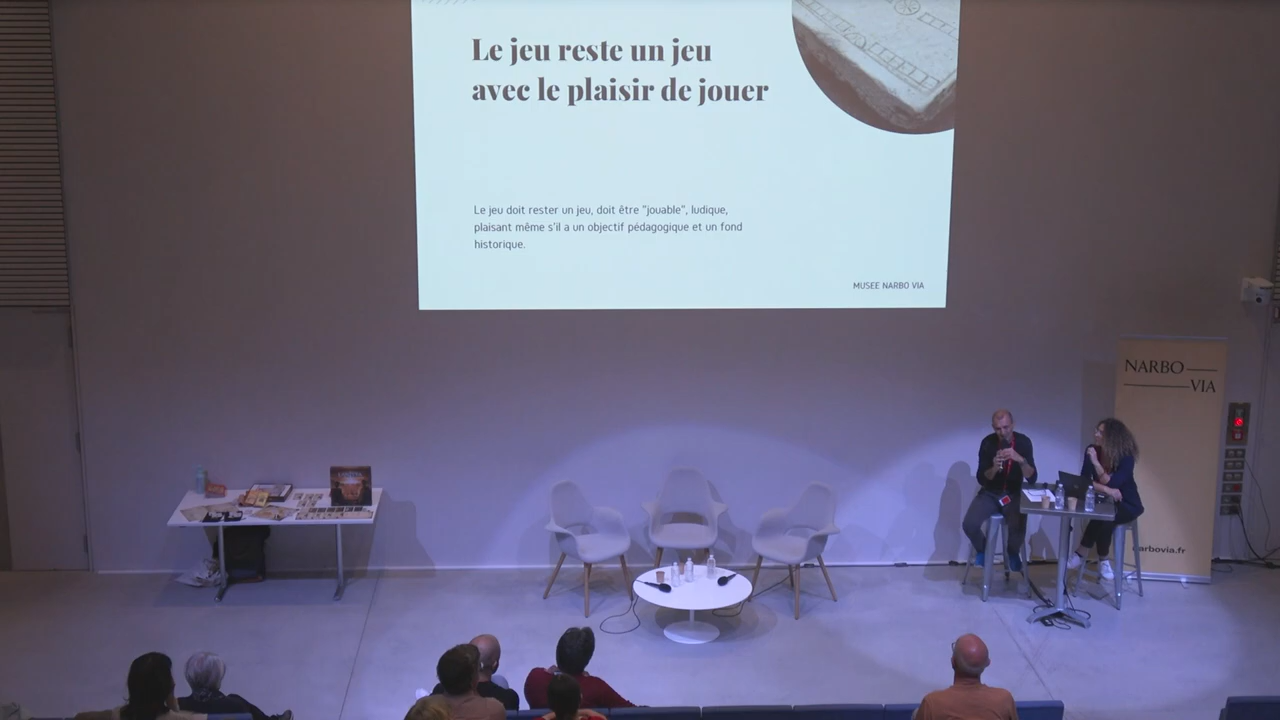 Le jeu reste un jeu
avec le plaisir de jouer
Le jeu doit rester un jeu, doit être "jouable", ludique,
plaisant même s'il a un objectif pédagogique et un fond
historique.
MUSEE NARBO VIA
NARBO
VIA
narbovia.fr